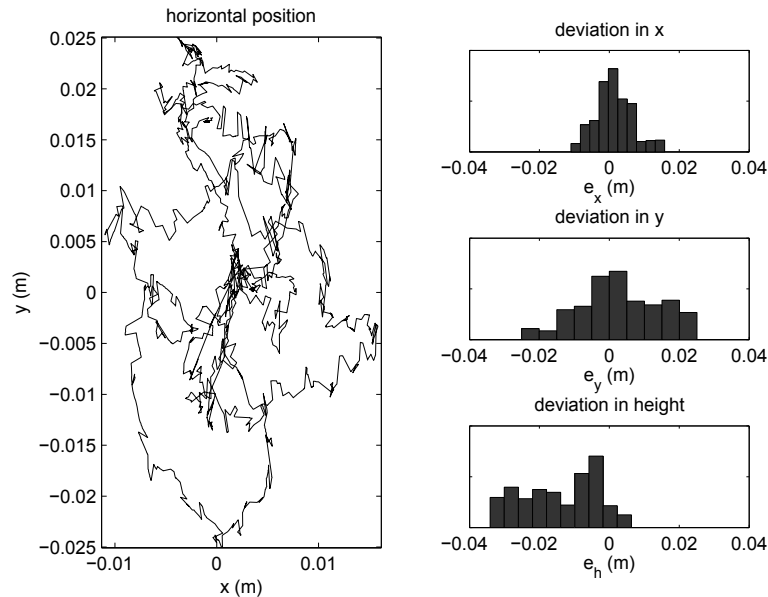 horizontal position
0.025
0.02
0.015
0.01
0.005
0
−0.005
−0.01
−0.015
−0.02
−0.025
y (m)
−0.01 0 0.01
x (m)
deviation in x
−0.04 −0.02 0 0.02 0.04
e_x (m)
deviation in y
−0.04 −0.02 0 0.02 0.04
e_y (m)
deviation in height
−0.04 −0.02 0 0.02 0.04
e_h (m)